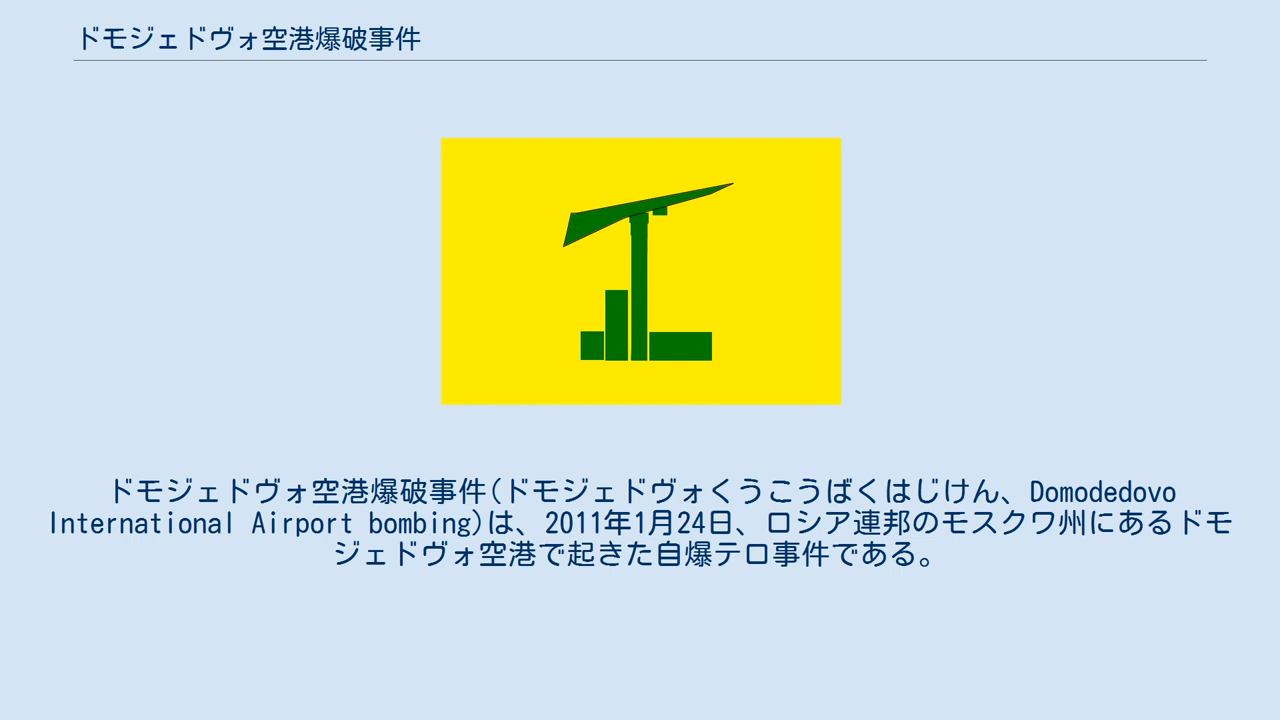 ドモジェドヴォ空港爆破事件
ドモジェドヴォ空港爆破事件(ドモジェドヴォくうこうばくはじけん、Domodedovo
International Airport bombing)は、2011年1月24日、ロシア連邦のモスクワ州にあるドモ
ジェドヴォ空港で起きた自爆テロ事件である。